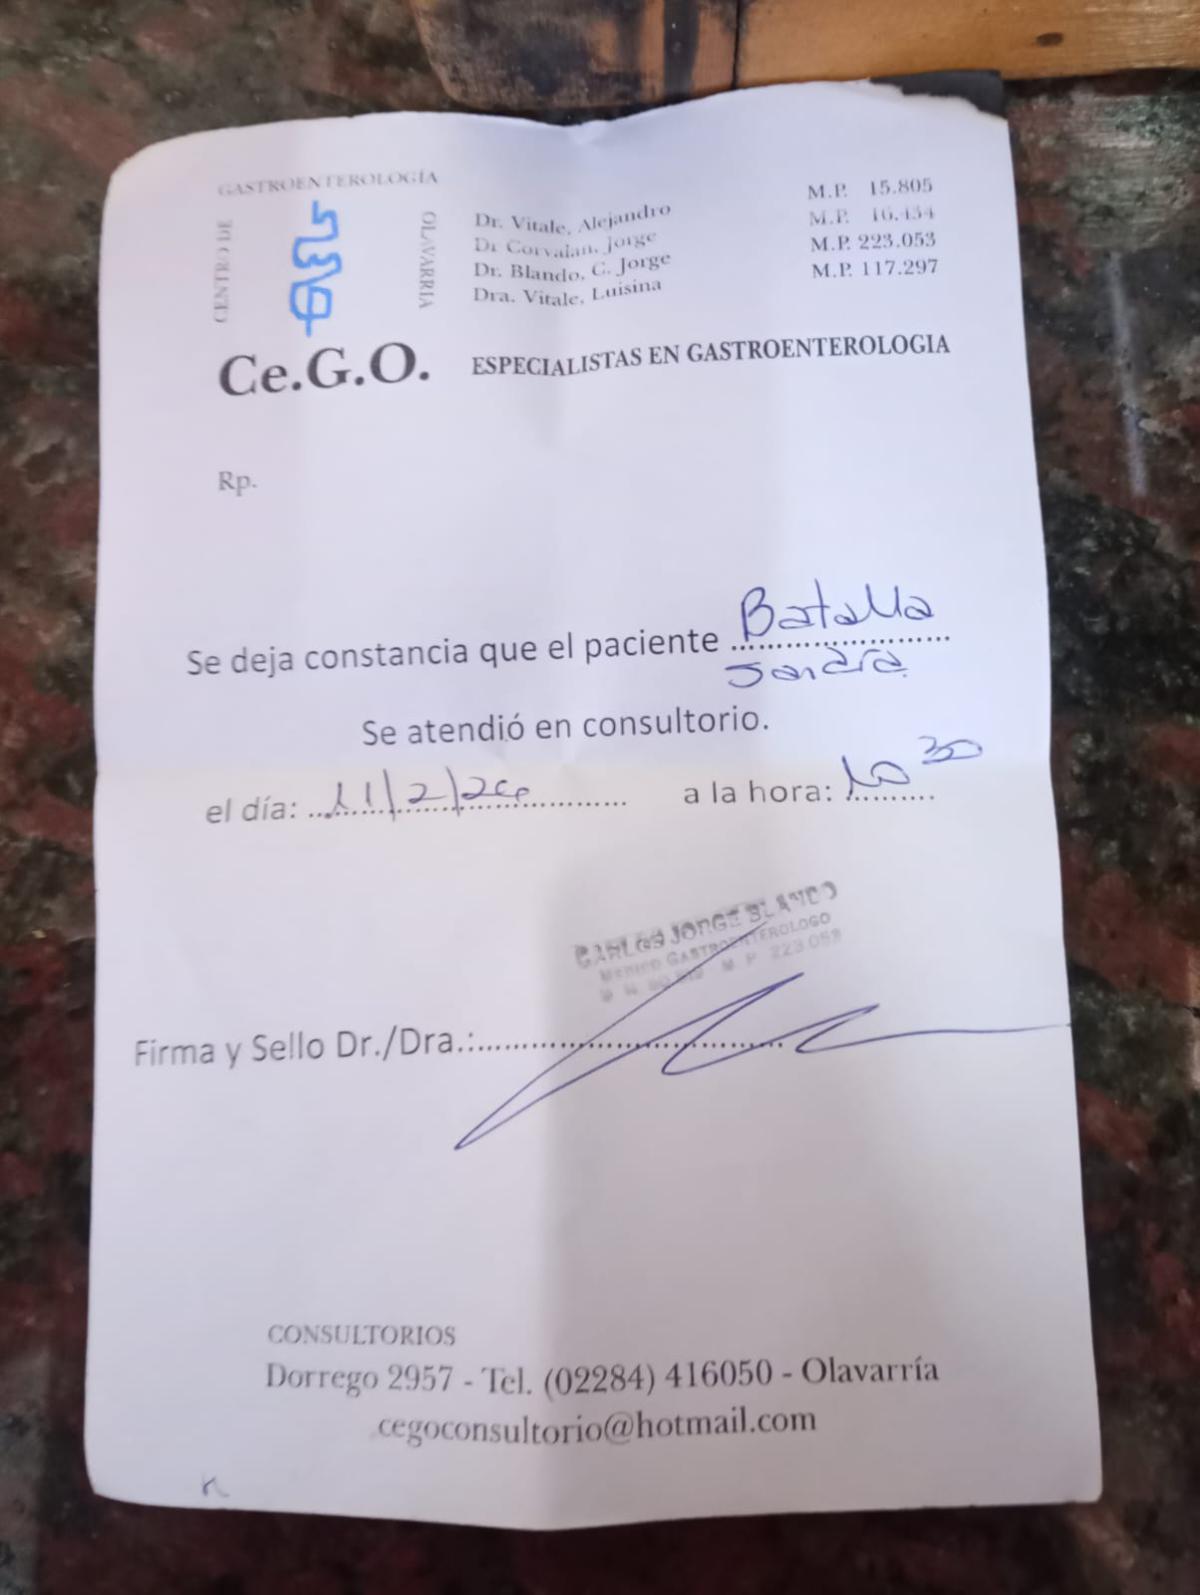 GASTROENTEROLOGÍA
CENTRO DE
OLAVARRIA
Dr. Vitale, Alejandro M.P. 15.805
Dr Corvalan, Jorge M.P. 16.434
Dr. Blando, C. Jorge M.P. 223.053
Dra. Vitale, Luisina M.P. 117.297
Ce.G.O. ESPECIALISTAS EN GASTROENTEROLOGIA
Rp.
Se deja constancia que el paciente Batalla
Sandra
Se atendió en consultorio.
el día: 11/2/26 a la hora: 10 30
CARLOS JORGE BLANDO
MEDICO GASTROENTEROLOGO
M.P. 223.053
Firma y Sello Dr./Dra.:
CONSULTORIOS
Dorrego 2957 - Tel. (02284) 416050 - Olavarría
cegoconsultorio@hotmail.com